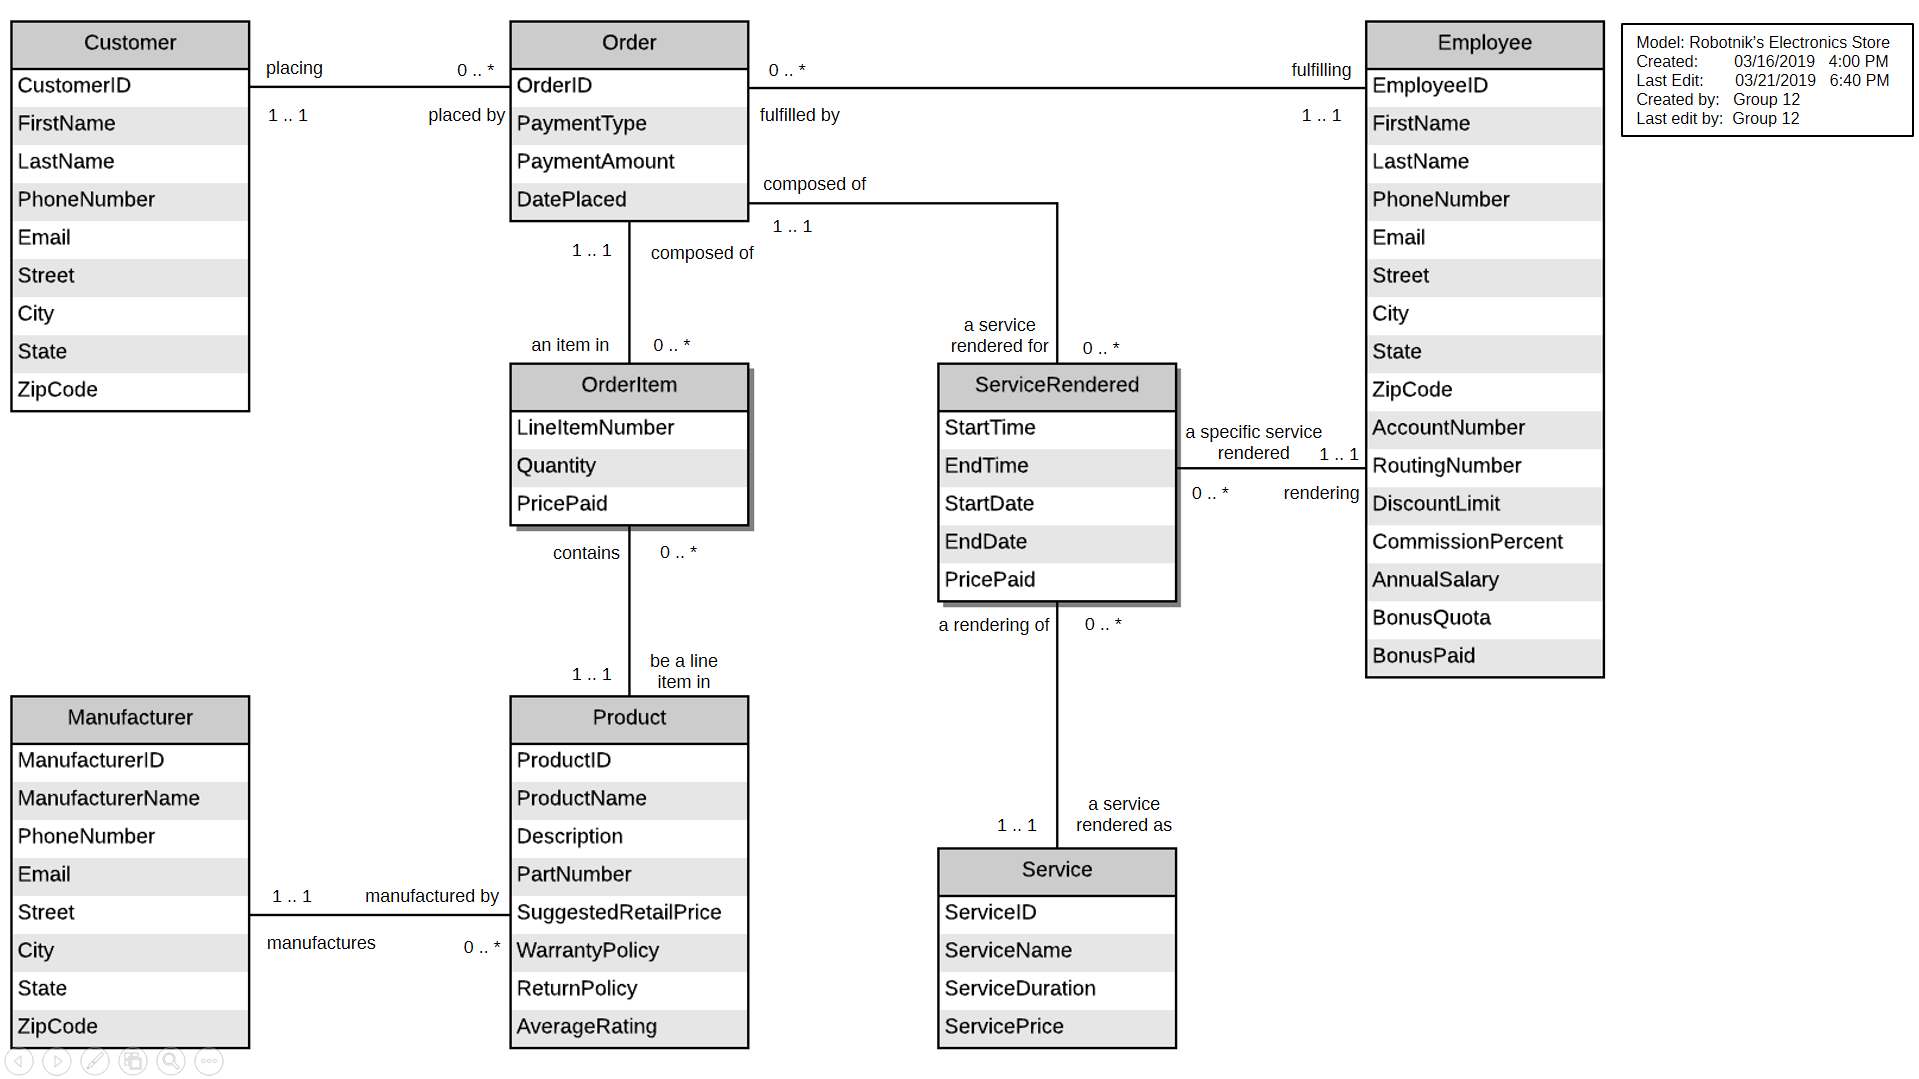 Customer
CustomerID
FirstName
LastName
PhoneNumber
Email
Street
City
State
ZipCode
placing
0 .. *
1 .. 1
placed by
Order
OrderID
PaymentType
PaymentAmount
DatePlaced
0 .. *
fulfilling
fulfilled by
1 .. 1
composed of
1 .. 1
1 .. 1
composed of
an item in
0 .. *
a service
rendered for
0 .. *
Employee
EmployeeID
FirstName
LastName
PhoneNumber
Email
Street
City
State
ZipCode
AccountNumber
RoutingNumber
DiscountLimit
CommissionPercent
AnnualSalary
BonusQuota
BonusPaid
Model: Robotnik's Electronics Store
Created: 03/16/2019 4:00 PM
Last Edit: 03/21/2019 6:40 PM
Created by: Group 12
Last edit by: Group 12
OrderItem
LineItemNumber
Quantity
PricePaid
ServiceRendered
StartTime
EndTime
StartDate
EndDate
PricePaid
a specific service
rendered
1 .. 1
0 .. *
rendering
contains
0 .. *
be a line
item in
1 .. 1
a rendering of
0 .. *
a service
rendered as
1 .. 1
Manufacturer
ManufacturerID
ManufacturerName
PhoneNumber
Email
Street
City
State
ZipCode
1 .. 1
manufactured by
manufactures
0 .. *
Product
ProductID
ProductName
Description
PartNumber
SuggestedRetailPrice
WarrantyPolicy
ReturnPolicy
AverageRating
Service
ServiceID
ServiceName
ServiceDuration
ServicePrice